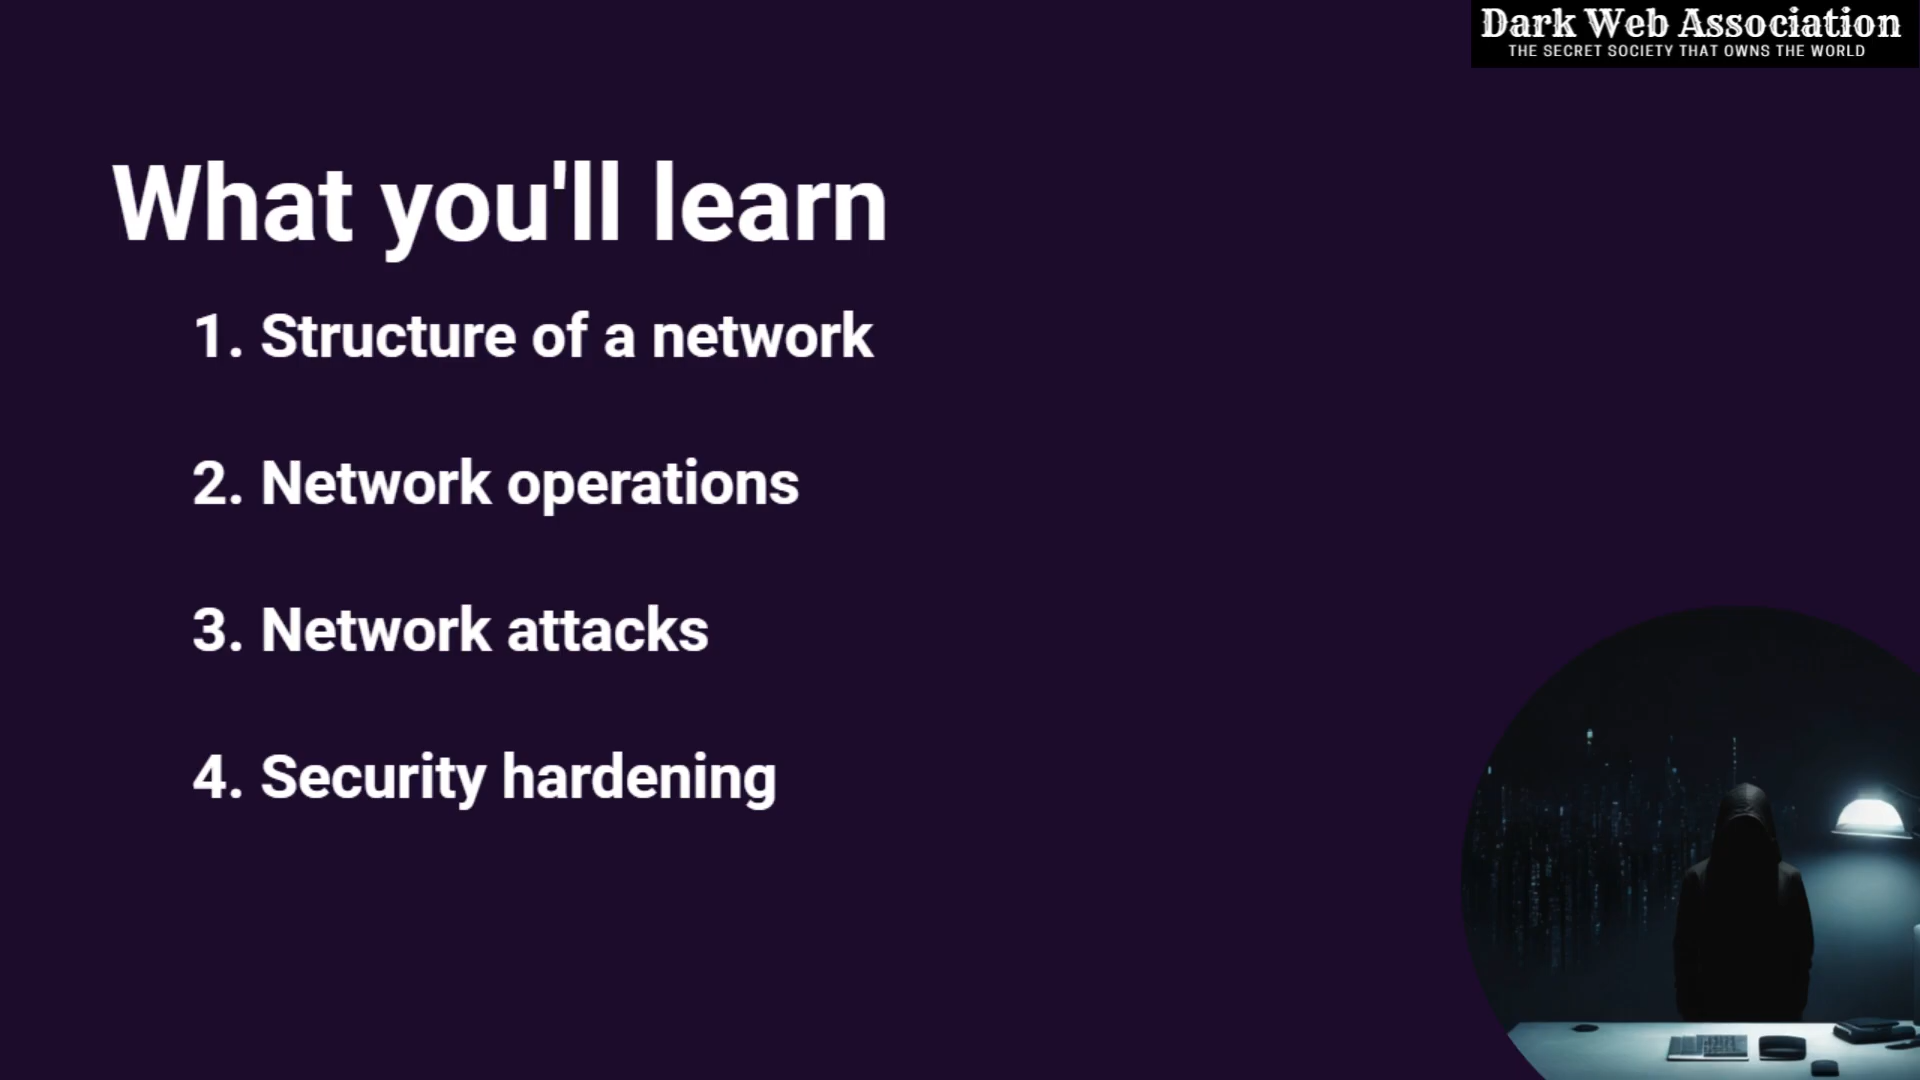 Dark Web Association
THE SECRET SOCIETY THAT OWNS THE WORLD
What you'll learn
1. Structure of a network
2. Network operations
3. Network attacks
4. Security hardening